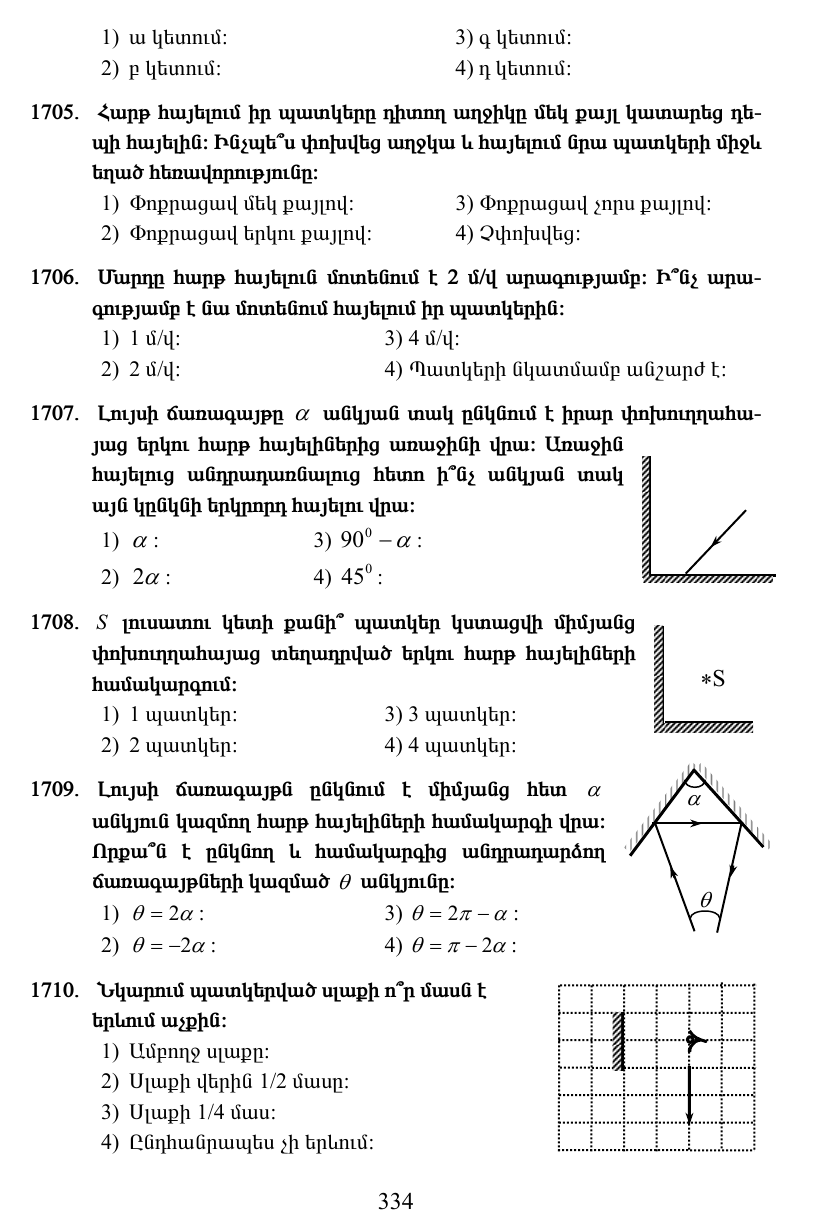 1) ա կետում:
3) գ կետում:
2) բ կետում:
4) դ կետում:
1705. Հարթ հայելում իր պատկերը դիտող աղջիկը մեկ քայլ կատարեց դե-
պի հայելին: Ինչպե՞ս փոխվեց աղջկա և հայելում նրա պատկերի միջև
եղած հեռավորությունը:
1) Փոքրացավ մեկ քայլով:
3) Փոքրացավ չորս քայլով:
2) Փոքրացավ երկու քայլով:
4) Չփոխվեց:
1706. Մարդը հարթ հայելուն մոտենում է 2 մ/վ արագությամբ: Ի՞նչ արա-
գությամբ է նա մոտենում հայելում իր պատկերին:
1) 1 մ/վ:
3) 4 մ/վ:
2) 2 մ/վ:
4) Պատկերի նկատմամբ անշարժ է:
1707. Լույսի ճառագայթը α անկյան տակ ընկնում է իրար փոխուղղահա-
յաց երկու հարթ հայելիներից առաջինի վրա: Առաջին
հայելուց անդրադառնալուց հետո ի՞նչ անկյան տակ
այն կընկնի երկրորդ հայելու վրա:
1) α :
3) 90⁰ − α :
2) 2α :
4) 45⁰ :
1708. S լուսատու կետի քանի՞ պատկեր կստացվի միմյանց
փոխուղղահայաց տեղադրված երկու հարթ հայելիների
համակարգում:
*S
1) 1 պատկեր:
3) 3 պատկեր:
2) 2 պատկեր:
4) 4 պատկեր:
1709. Լույսի ճառագայթն ընկնում է միմյանց հետ α
անկյուն կազմող հարթ հայելիների համակարգի վրա:
Որքա՞ն է ընկնող և համակարգից անդրադարձող
ճառագայթների կազմած θ անկյունը:
α
θ
1) θ = 2α :
3) θ = 2π − α :
2) θ = −2α :
4) θ = π − 2α :
1710. Նկարում պատկերված սլաքի ո՞ր մասն է
երևում աչքին:
1) Ամբողջ սլաքը:
2) Սլաքի վերին 1/2 մասը:
3) Սլաքի 1/4 մաս:
4) Ընդհանրապես չի երևում:
334